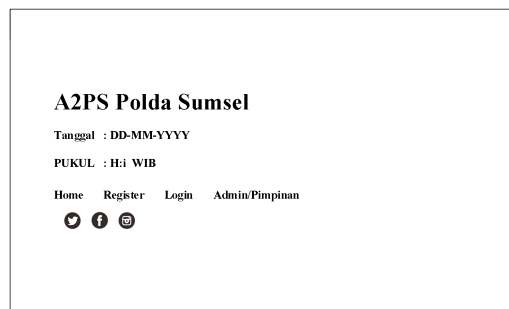 A2PS Polda Sumsel
Tanggal : DD-MM-YYYY
PUKUL : H:i WIB
Home Register Login Admin/Pimpinan